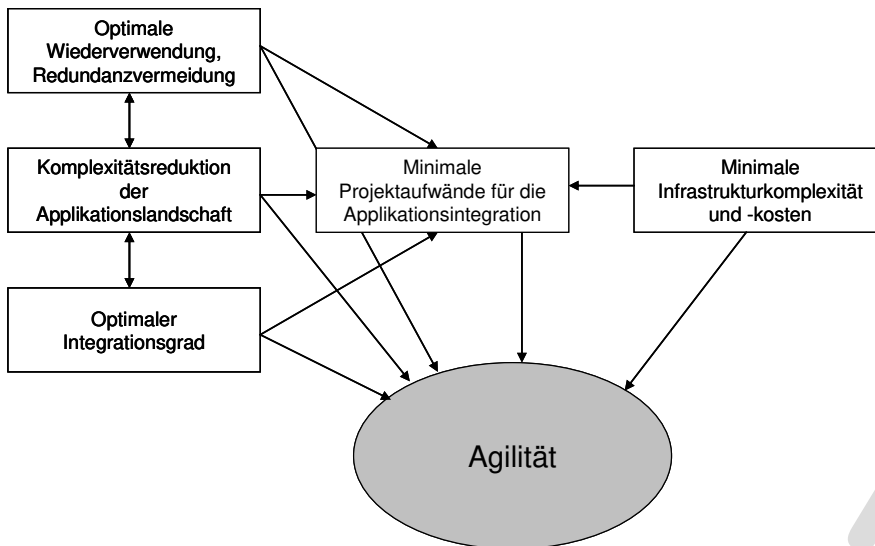 Optimale
Wiederverwendung,
Redundanzvermeidung
Komplexitätsreduktion
der
Applikationslandschaft
Minimale
Projektaufwände für die
Applikationsintegration
Minimale
Infrastrukturkomplexität
und -kosten
Optimaler
Integrationsgrad
Agilität